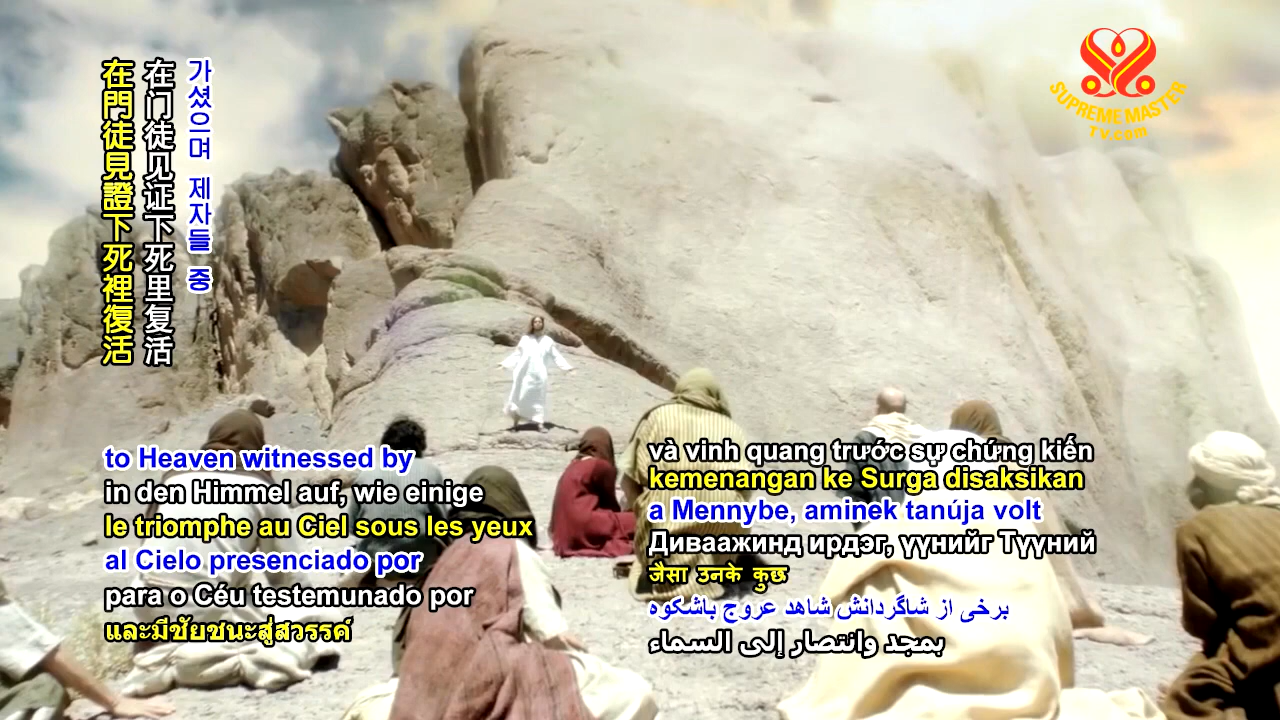 SUPREME MASTER
TV.com
가셨으며 제자들 중
在门徒见证下死里复活
在門徒見證下死裡復活
to Heaven witnessed by
in den Himmel auf, wie einige
le triomphe au Ciel sous les yeux
al Cielo presenciado por
para o Céu testemunado por
และมีชัยชนะสู่สวรรค์
và vinh quang trước sự chứng kiến
kemenangan ke Surga disaksikan
a Mennybe, aminek tanúja volt
Диваажинд ирдэг, үүнийг Түүний
जैसा उनके कुछ
برخی از شاگردانش شاهد عروج باشکوه
بمجد وانتصار إلى السماء